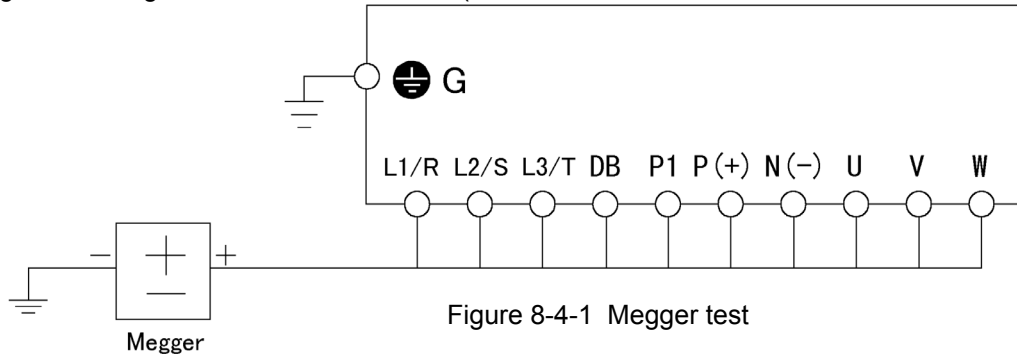 G
L1/R L2/S L3/T DB P1 P(+) N(-) U V W
− + − +
Figure 8-4-1 Megger test
Megger